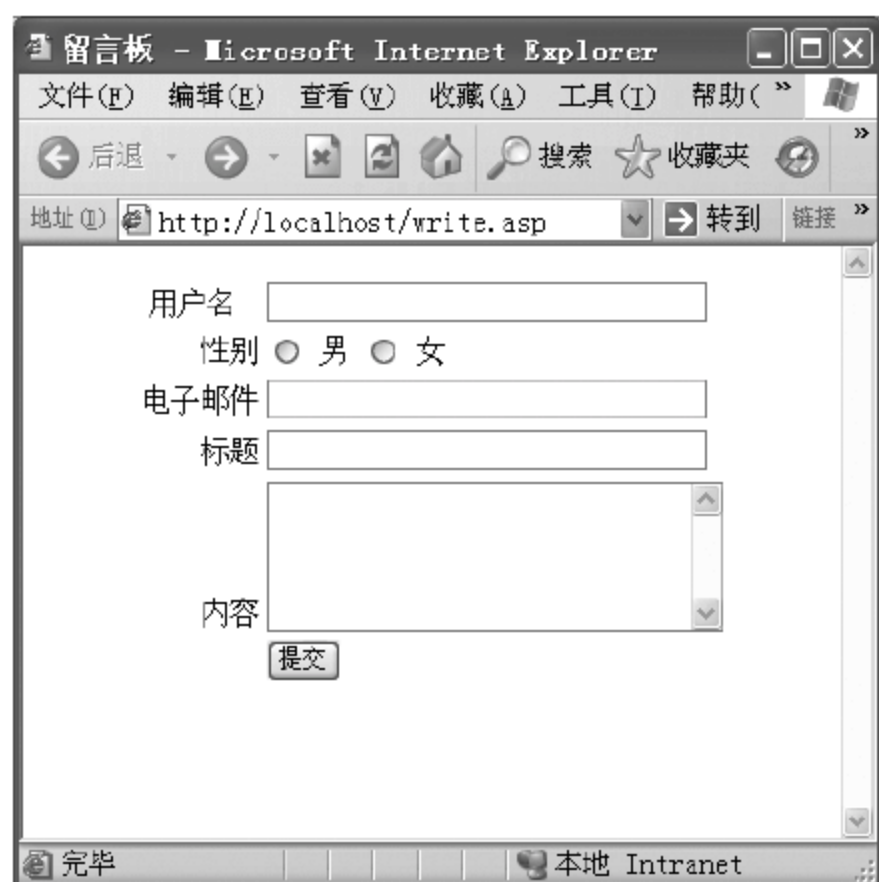 留言板 - Microsoft Internet Explorer
文件(F) 编辑(E) 查看(V) 收藏(A) 工具(I) 帮助( »
后退 搜索 收藏夹 »
地址(D) http://localhost/write.asp 转到 链接 »
用户名
性别 男 女
电子邮件
标题
内容
提交
完毕 本地 Intranet